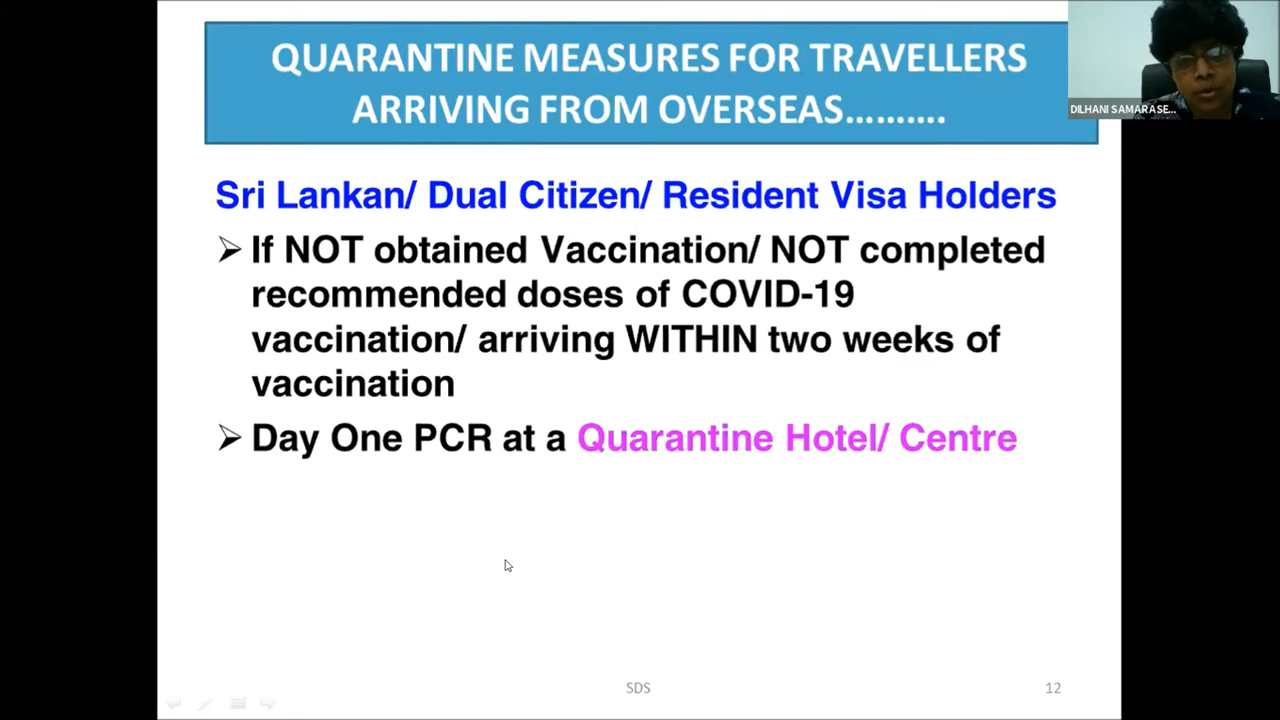 QUARANTINE MEASURES FOR TRAVELLERS
ARRIVING FROM OVERSEAS……….
DILHANI SAMARASE...
Sri Lankan/ Dual Citizen/ Resident Visa Holders
➢ If NOT obtained Vaccination/ NOT completed
recommended doses of COVID-19
vaccination/ arriving WITHIN two weeks of
vaccination
➢ Day One PCR at a Quarantine Hotel/ Centre
SDS
12